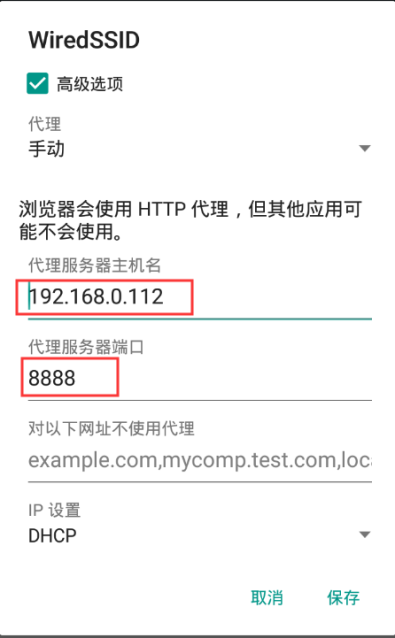 WiredSSID
高级选项
代理
手动
浏览器会使用 HTTP 代理，但其他应用可
能不会使用。
代理服务器主机名
192.168.0.112
代理服务器端口
8888
对以下网址不使用代理
example.com,mycomp.test.com,loca
IP 设置
DHCP
取消
保存